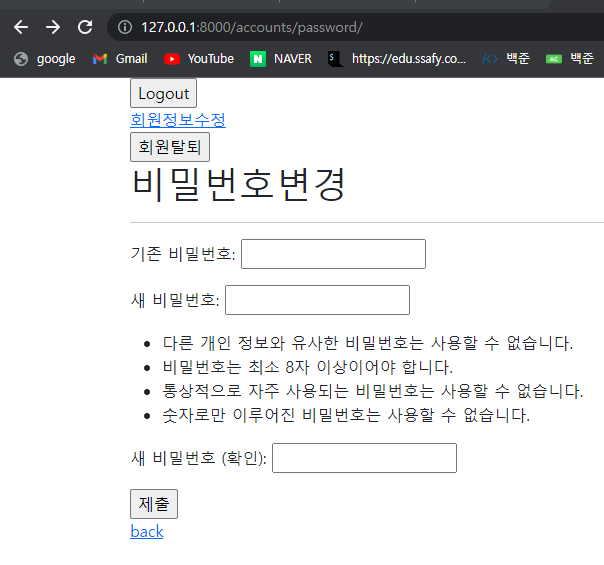 127.0.0.1:8000/accounts/password/
google Gmail YouTube NAVER S https://edu.ssafy.co... </> 백준 AC 백준
Logout
회원정보수정
회원탈퇴
비밀번호변경
기존 비밀번호:
새 비밀번호:
다른 개인 정보와 유사한 비밀번호는 사용할 수 없습니다.
비밀번호는 최소 8자 이상이어야 합니다.
통상적으로 자주 사용되는 비밀번호는 사용할 수 없습니다.
숫자로만 이루어진 비밀번호는 사용할 수 없습니다.
새 비밀번호 (확인):
제출
back